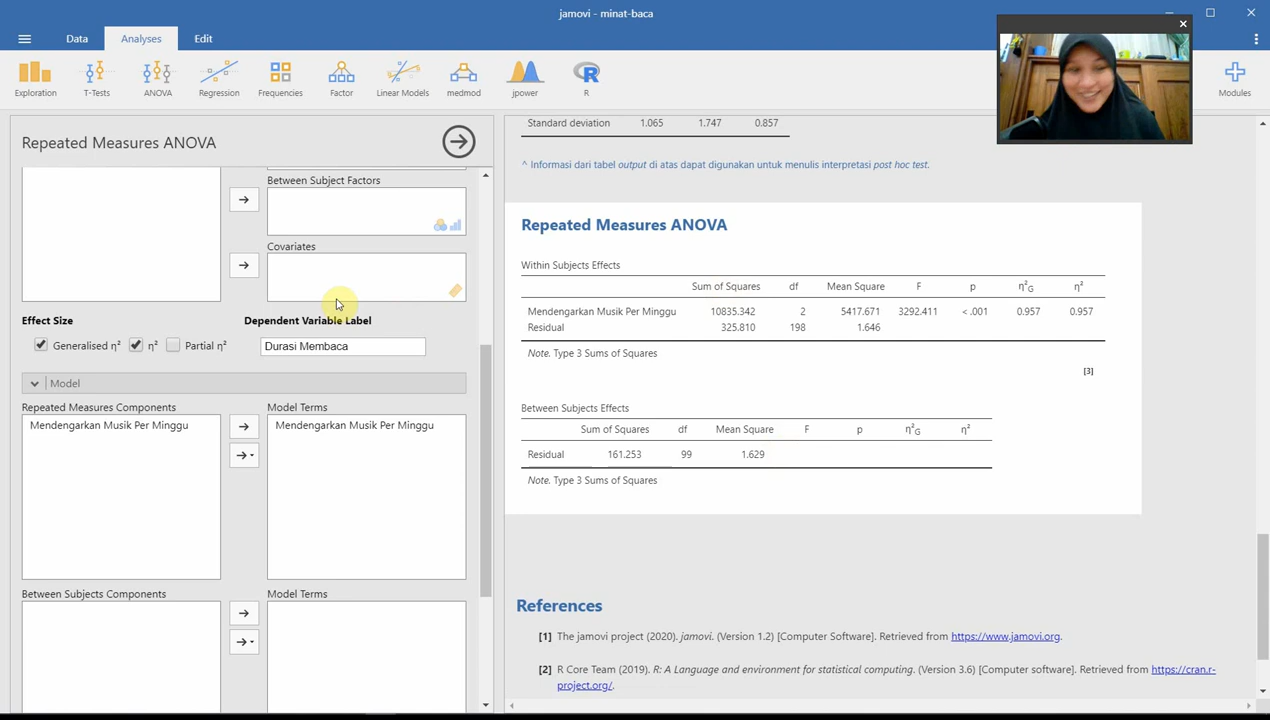 jamovi - minat-baca
Data Analyses Edit
Exploration T-Tests ANOVA Regression Frequencies Factor Linear Models medmod jpower R Modules
Repeated Measures ANOVA
Between Subject Factors
Covariates
Effect Size Dependent Variable Label
Generalised η² η² Partial η² Durasi Membaca
Model
Repeated Measures Components Model Terms
Mendengarkan Musik Per Minggu Mendengarkan Musik Per Minggu
Between Subjects Components Model Terms
Standard deviation 1.065 1.747 0.857
^ Informasi dari tabel output di atas dapat digunakan untuk menulis interpretasi post hoc test.
Repeated Measures ANOVA
Within Subjects Effects
Sum of Squares df Mean Square F p η²G η²
Mendengarkan Musik Per Minggu 10835.342 2 5417.671 3292.411 < .001 0.957 0.957
Residual 325.810 198 1.646
Note. Type 3 Sums of Squares
[3]
Between Subjects Effects
Sum of Squares df Mean Square F p η²G η²
Residual 161.253 99 1.629
Note. Type 3 Sums of Squares
References
[1] The jamovi project (2020). jamovi. (Version 1.2) [Computer Software]. Retrieved from https://www.jamovi.org.
[2] R Core Team (2019). R: A Language and environment for statistical computing. (Version 3.6) [Computer software]. Retrieved from https://cran.r-
project.org/.